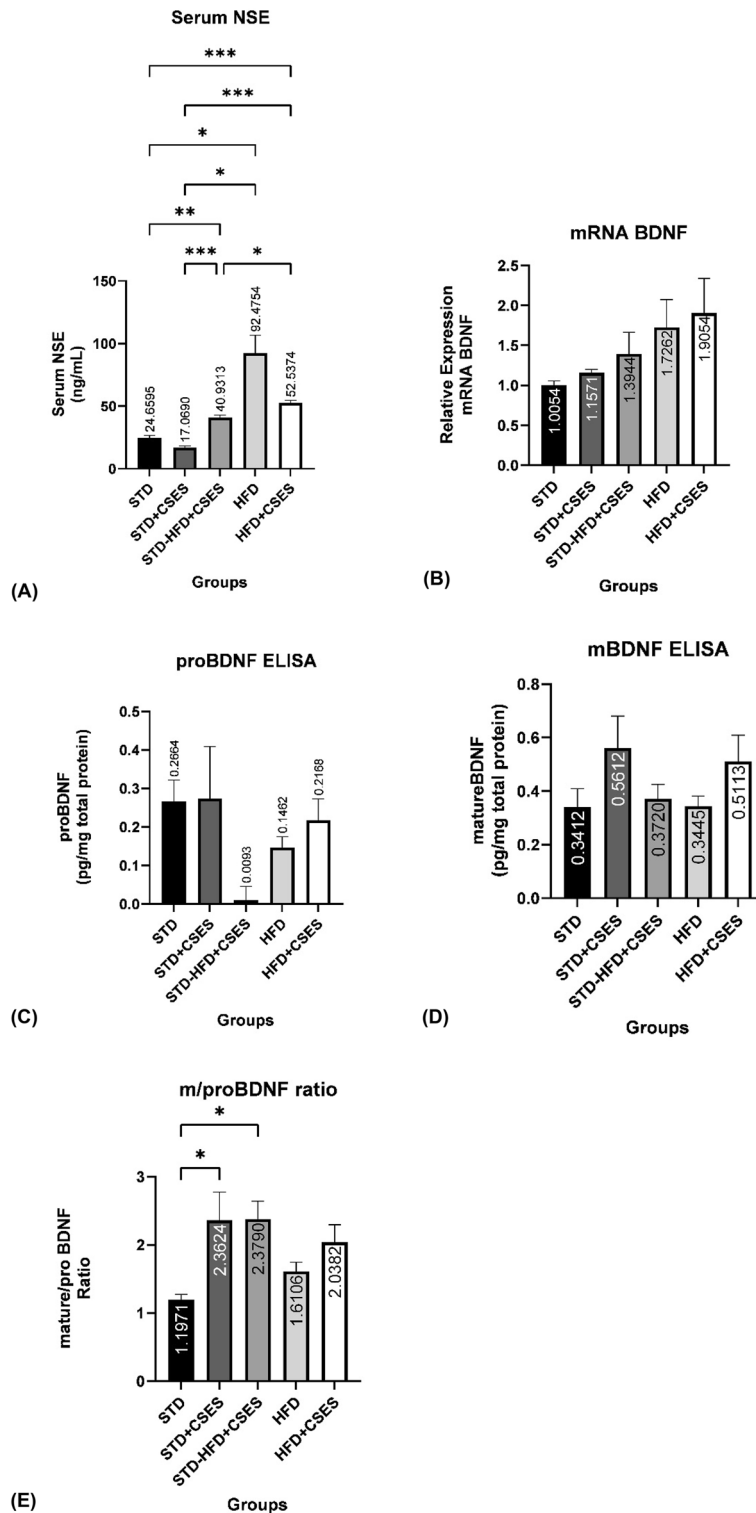 Serum NSE
***
***
*
*
**
***
*
Serum NSE
(ng/mL)
150
100
50
0
24.6595
17.0690
40.9313
92.4754
52.5374
STD
STD+CSES
STD-HFD+CSES
HFD
HFD+CSES
Groups
(A)
mRNA BDNF
Relative Expression
mRNA BDNF
2.5
2.0
1.5
1.0
0.5
0.0
1.0054
1.1571
1.3944
1.7262
1.9054
STD
STD+CSES
STD-HFD+CSES
HFD
HFD+CSES
Groups
(B)
proBDNF ELISA
proBDNF
(pg/mg total protein)
0.5
0.4
0.3
0.2
0.1
0.0
0.2664
0.0093
0.1462
0.2168
STD
STD+CSES
STD-HFD+CSES
HFD
HFD+CSES
Groups
(C)
mBDNF ELISA
matureBDNF
(pg/mg total protein)
0.8
0.6
0.4
0.2
0.0
0.3412
0.5612
0.3720
0.3445
0.5113
STD
STD+CSES
STD-HFD+CSES
HFD
HFD+CSES
Groups
(D)
m/proBDNF ratio
*
*
mature/pro BDNF
Ratio
3
2
1
0
1.1971
2.3624
2.3790
1.6106
2.0382
STD
STD+CSES
STD-HFD+CSES
HFD
HFD+CSES
Groups
(E)